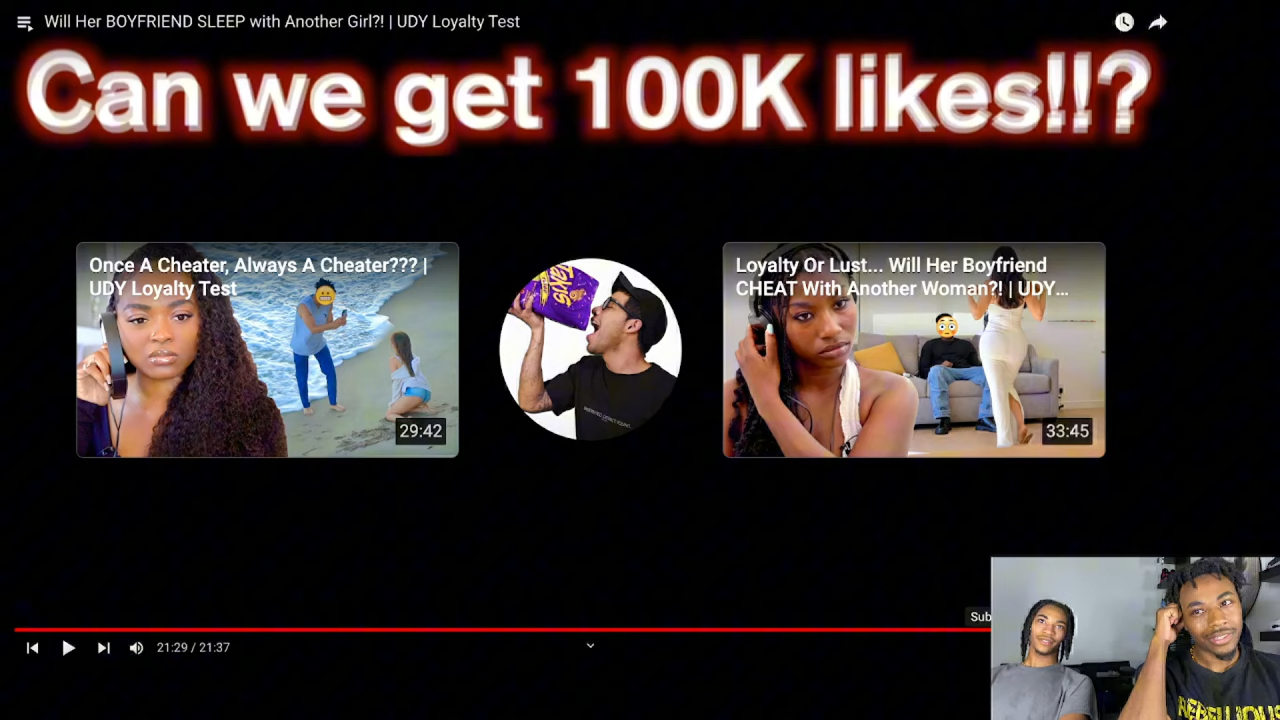 Will Her BOYFRIEND SLEEP with Another Girl?! | UDY Loyalty Test
Can we get 100K likes!!?
Once A Cheater, Always A Cheater??? |
UDY Loyalty Test
29:42
Takis
Loyalty Or Lust... Will Her Boyfriend
CHEAT With Another Woman?! | UDY...
33:45
Sub
21:29 / 21:37
REBELLIOUS